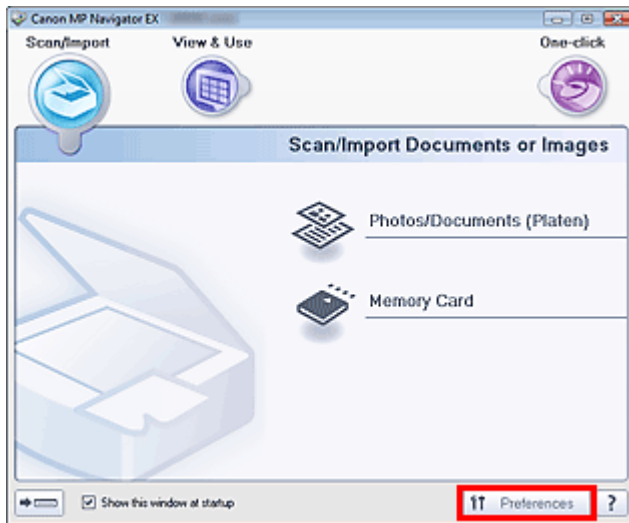 Canon MP Navigator EX
Scan/Import
View & Use
One-click
Scan/Import Documents or Images
Photos/Documents (Platen)
Memory Card
Show this window at startup
Preferences
?